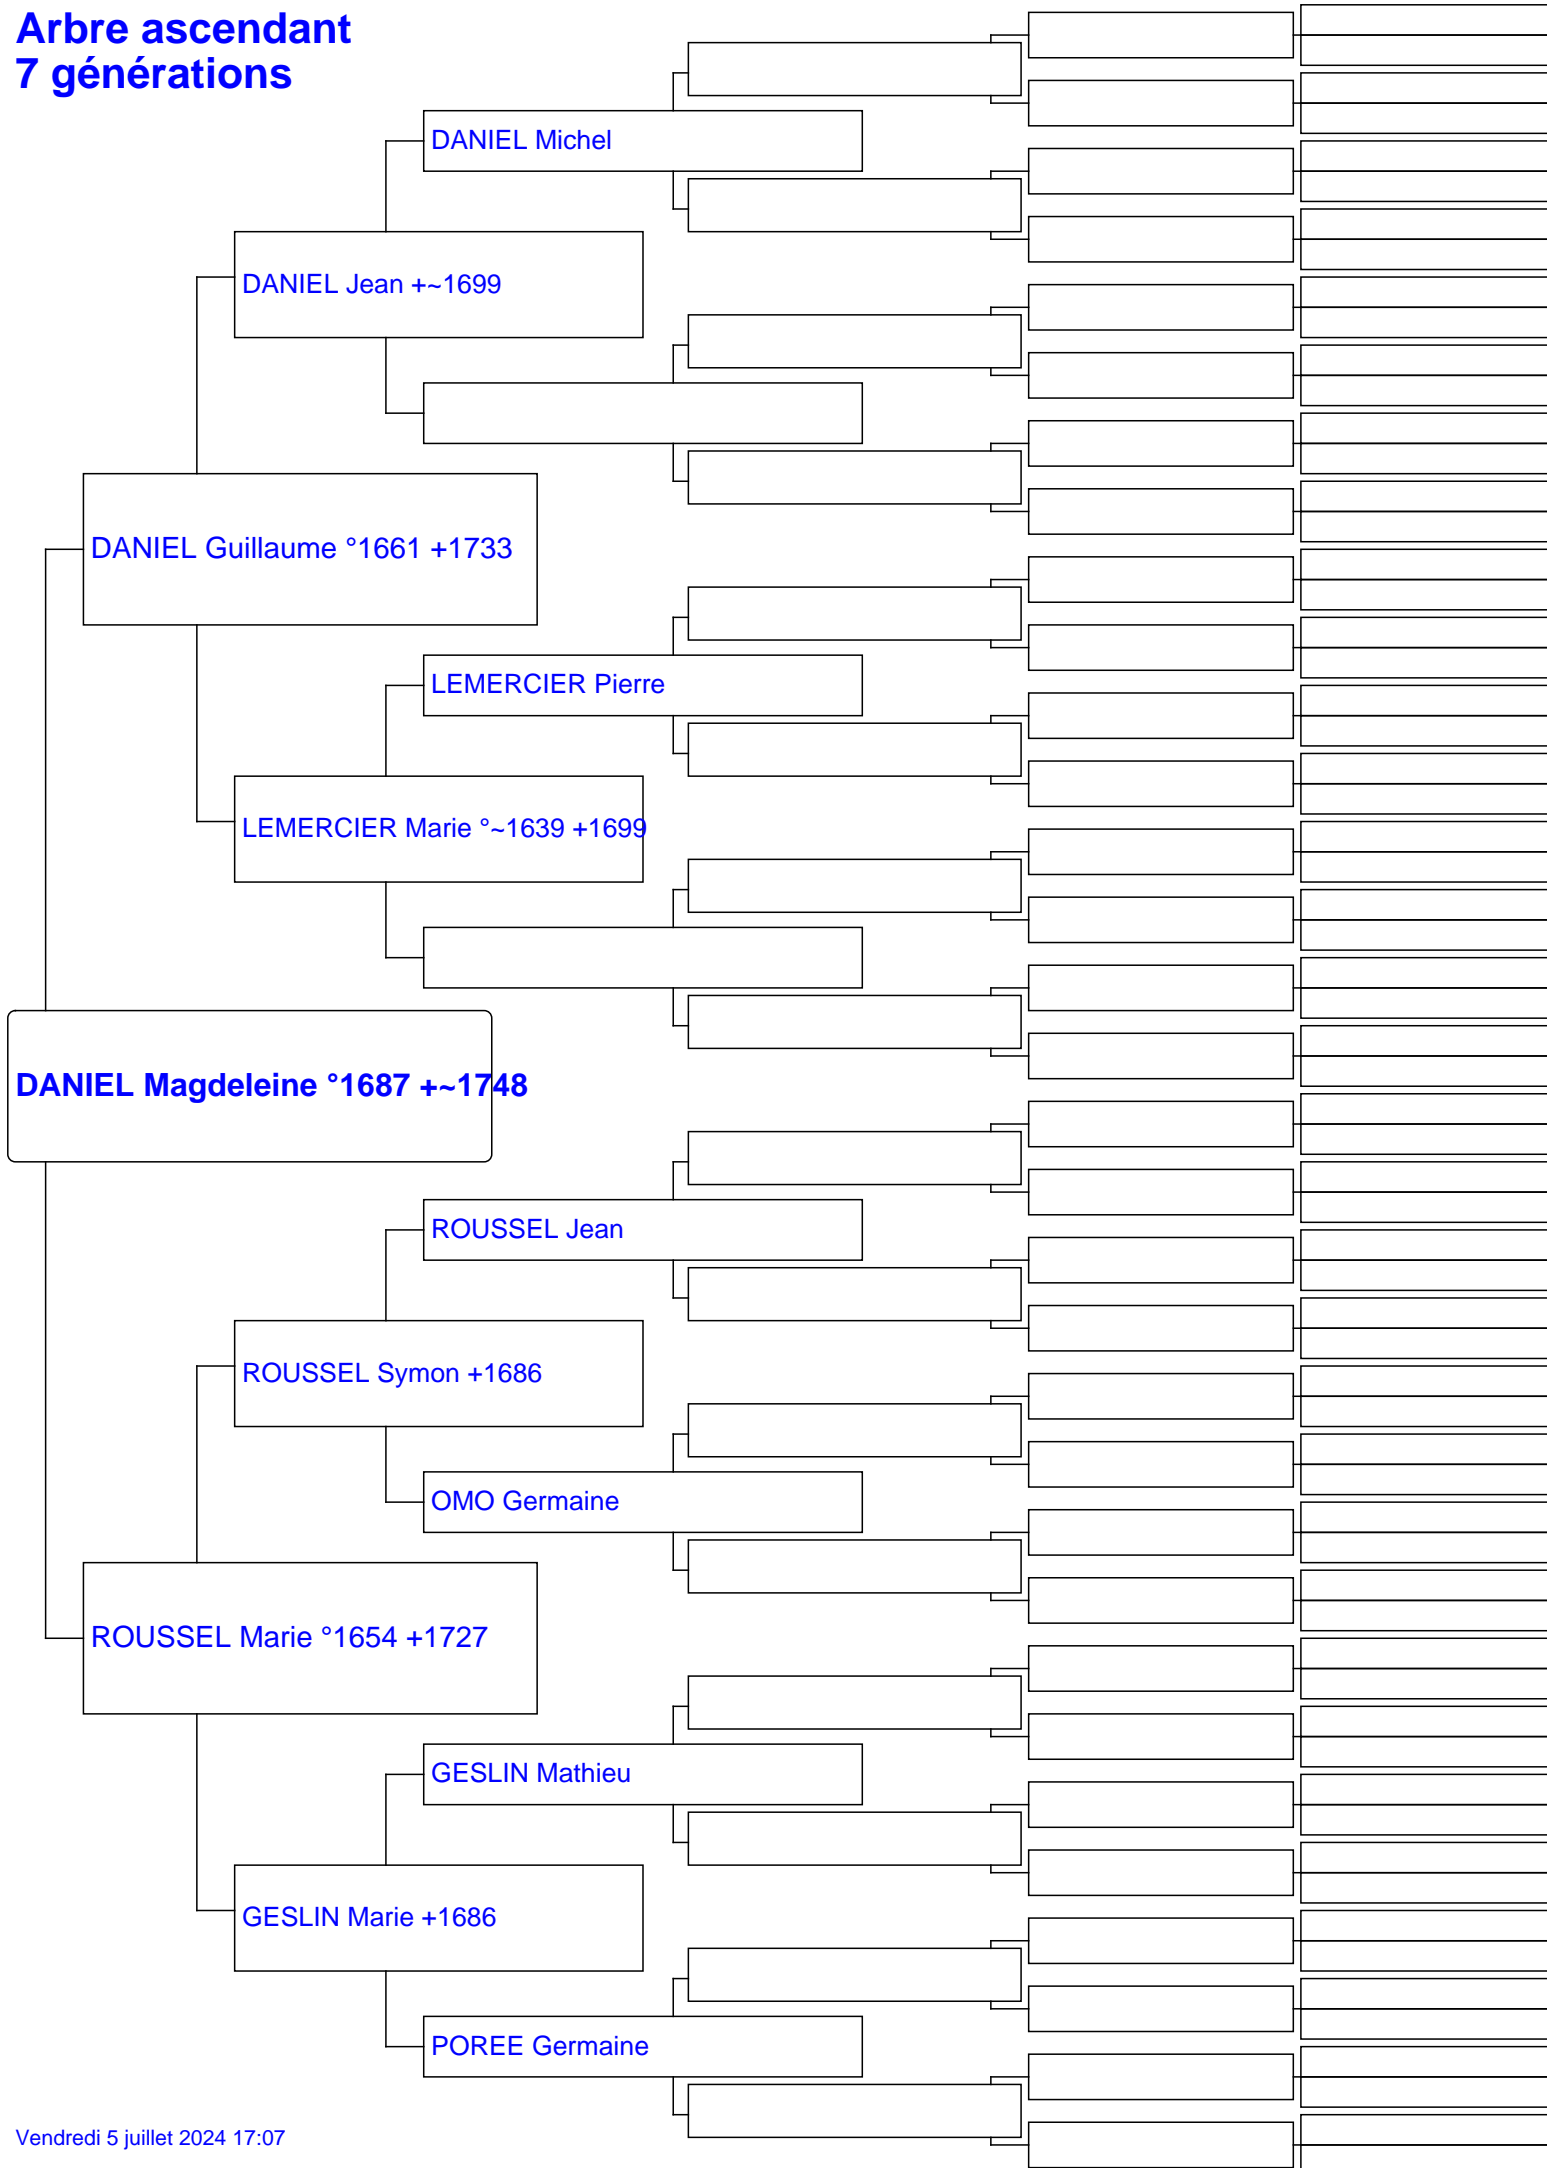 Arbre ascendant
7 générations
DANIEL Michel
DANIEL Jean +~1699
DANIEL Guillaume °1661 +1733
LEMERCIER Pierre
LEMERCIER Marie °~1639 +1699
DANIEL Magdeleine °1687 +~1748
ROUSSEL Jean
ROUSSEL Symon +1686
OMO Germaine
ROUSSEL Marie °1654 +1727
GESLIN Mathieu
GESLIN Marie +1686
POREE Germaine
Vendredi 5 juillet 2024 17:07